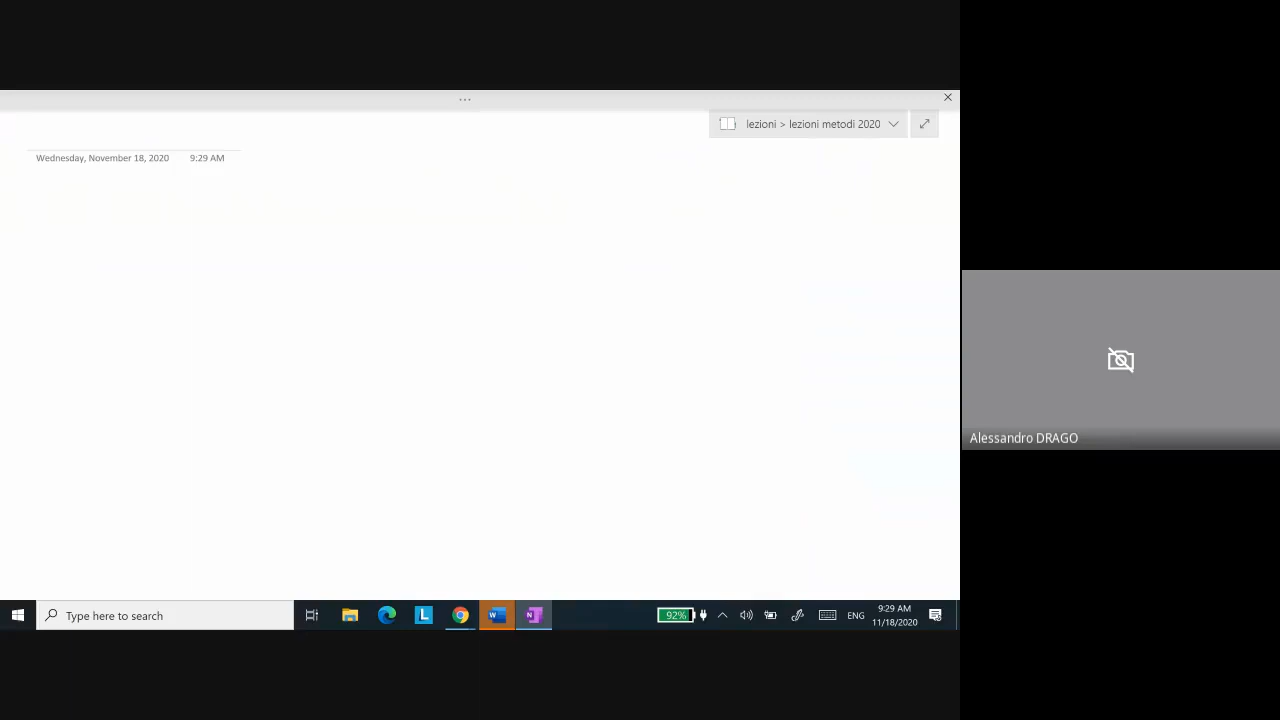 ...
lezioni > lezioni metodi 2020
Wednesday, November 18, 2020 9:29 AM
Alessandro DRAGO
Type here to search
L
W
N
92%
ENG
9:29 AM
11/18/2020